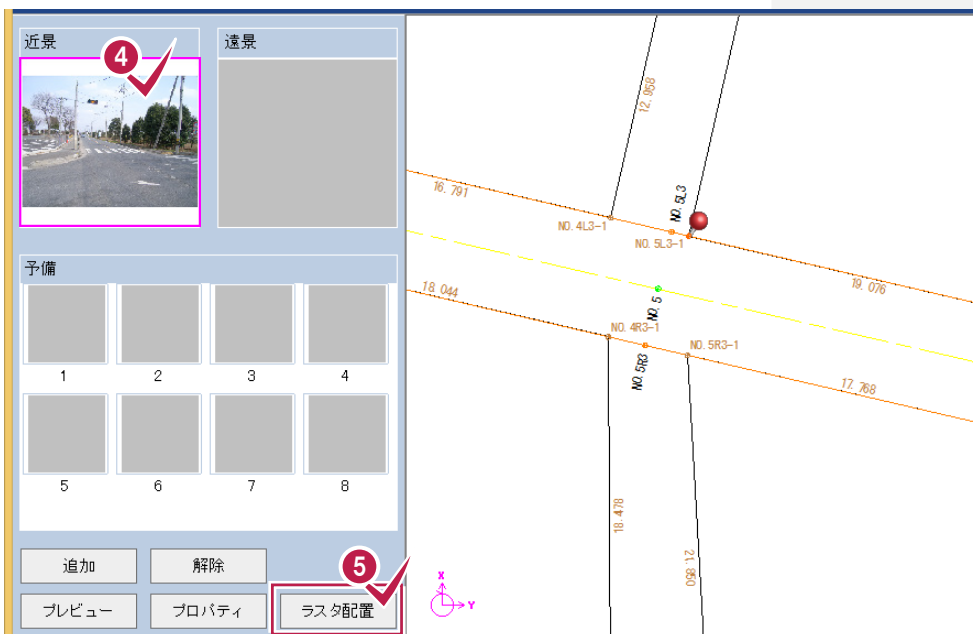 近景
4
遠景
予備
1
2
3
4
5
6
7
8
追加
解除
5
プレビュー
プロパティ
ラスタ配置
12.958
16.791
NO.4L3-1
NO.5L3
NO.5L3-1
19.076
18.044
NO.5
NO.4R3-1
NO.5R3-1
NO.5R3
17.768
18.478
21.850
X
Y